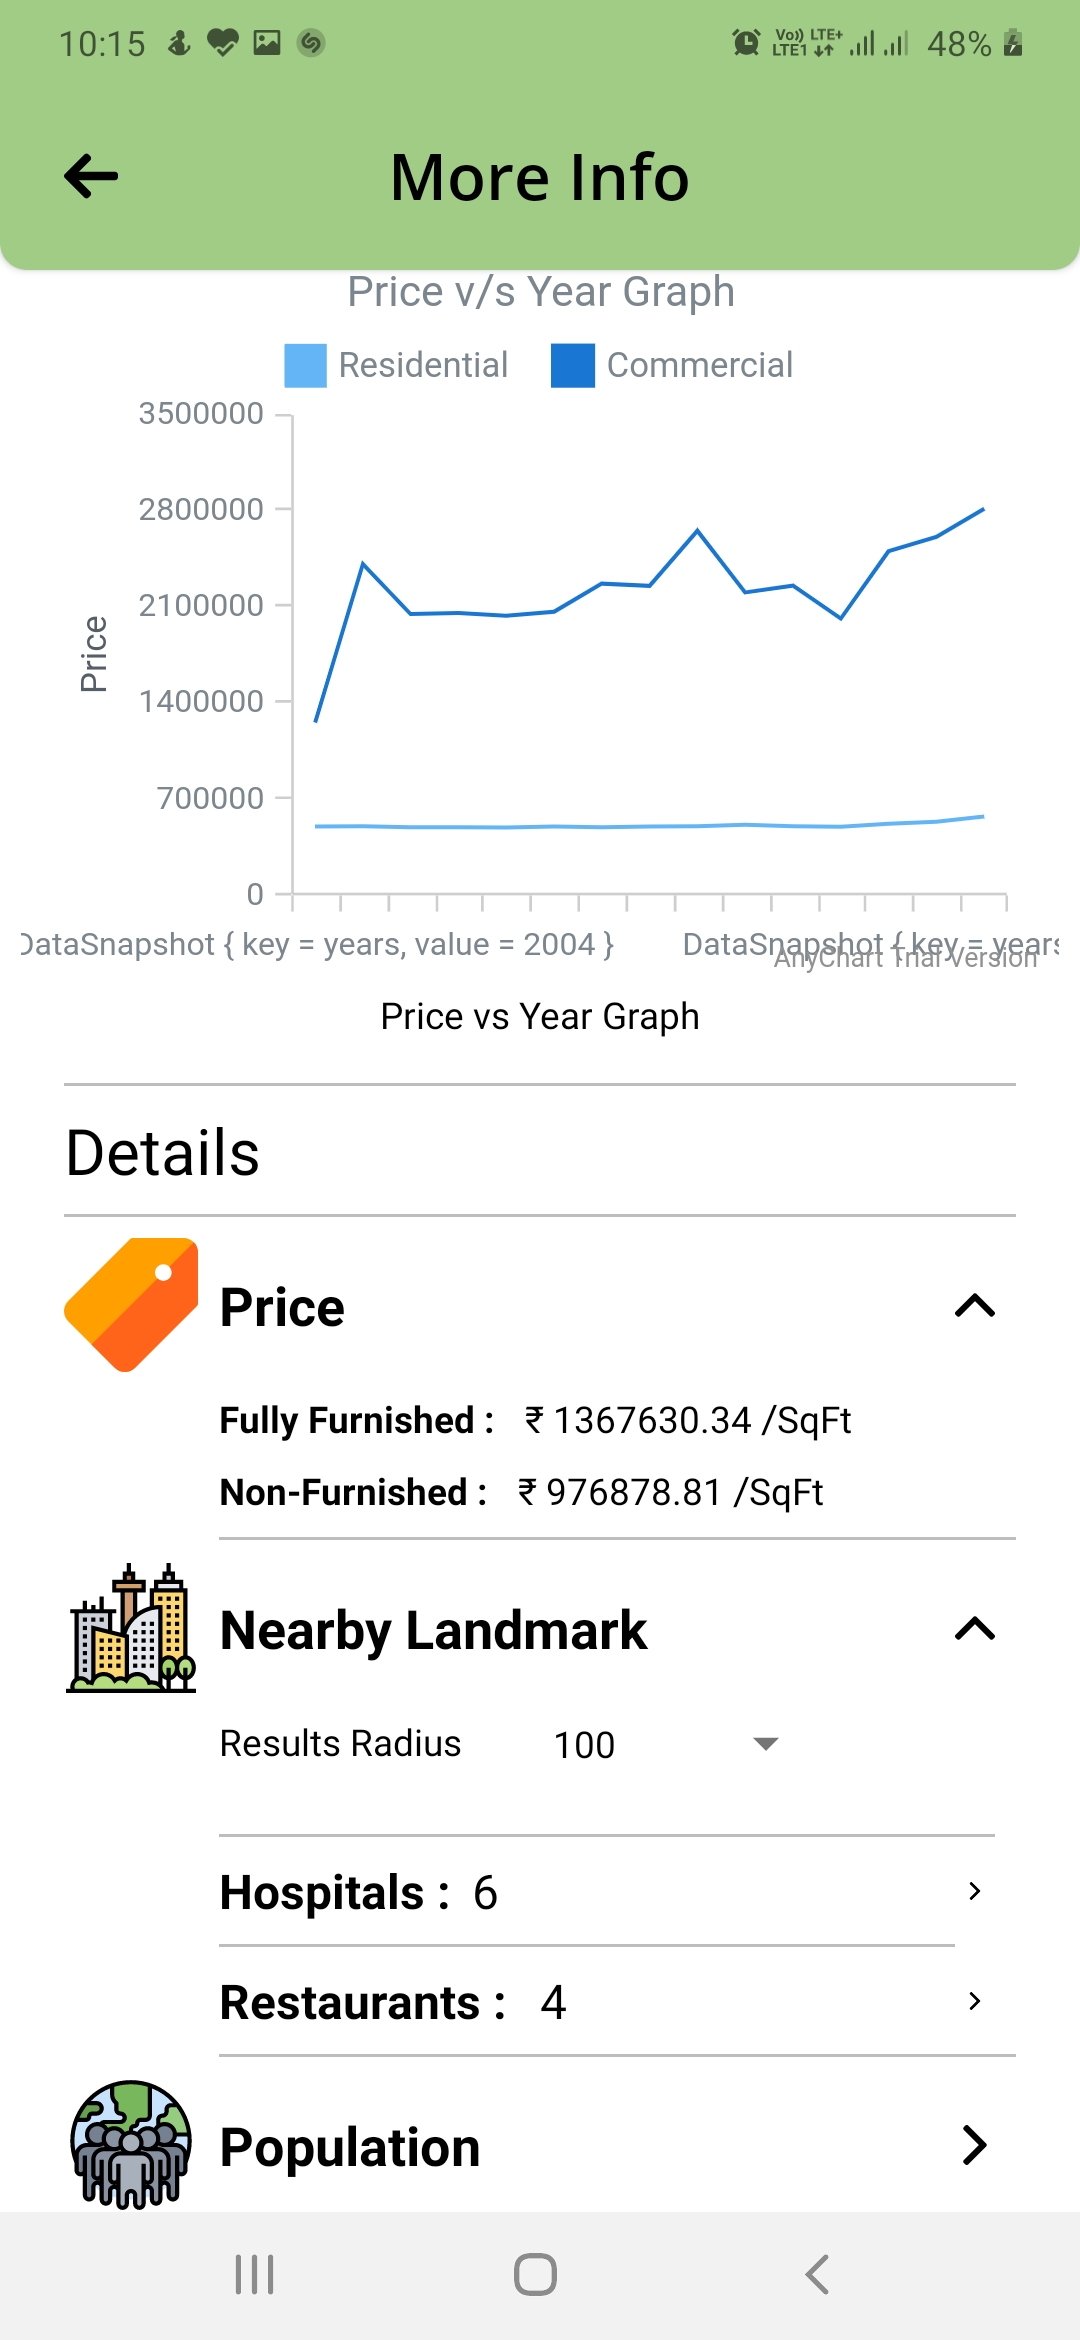 10:15 Vo)) LTE+ LTE1 48%
More Info
Price v/s Year Graph
Residential Commercial
3500000
2800000
2100000
1400000
700000
0
Price
DataSnapshot { key = years, value = 2004 } DataSnapshot { key = years
AnyChart Trial Version
Price vs Year Graph
Details
Price
Fully Furnished : ₹ 1367630.34 /SqFt
Non-Furnished : ₹ 976878.81 /SqFt
Nearby Landmark
Results Radius 100
Hospitals : 6
Restaurants : 4
Population